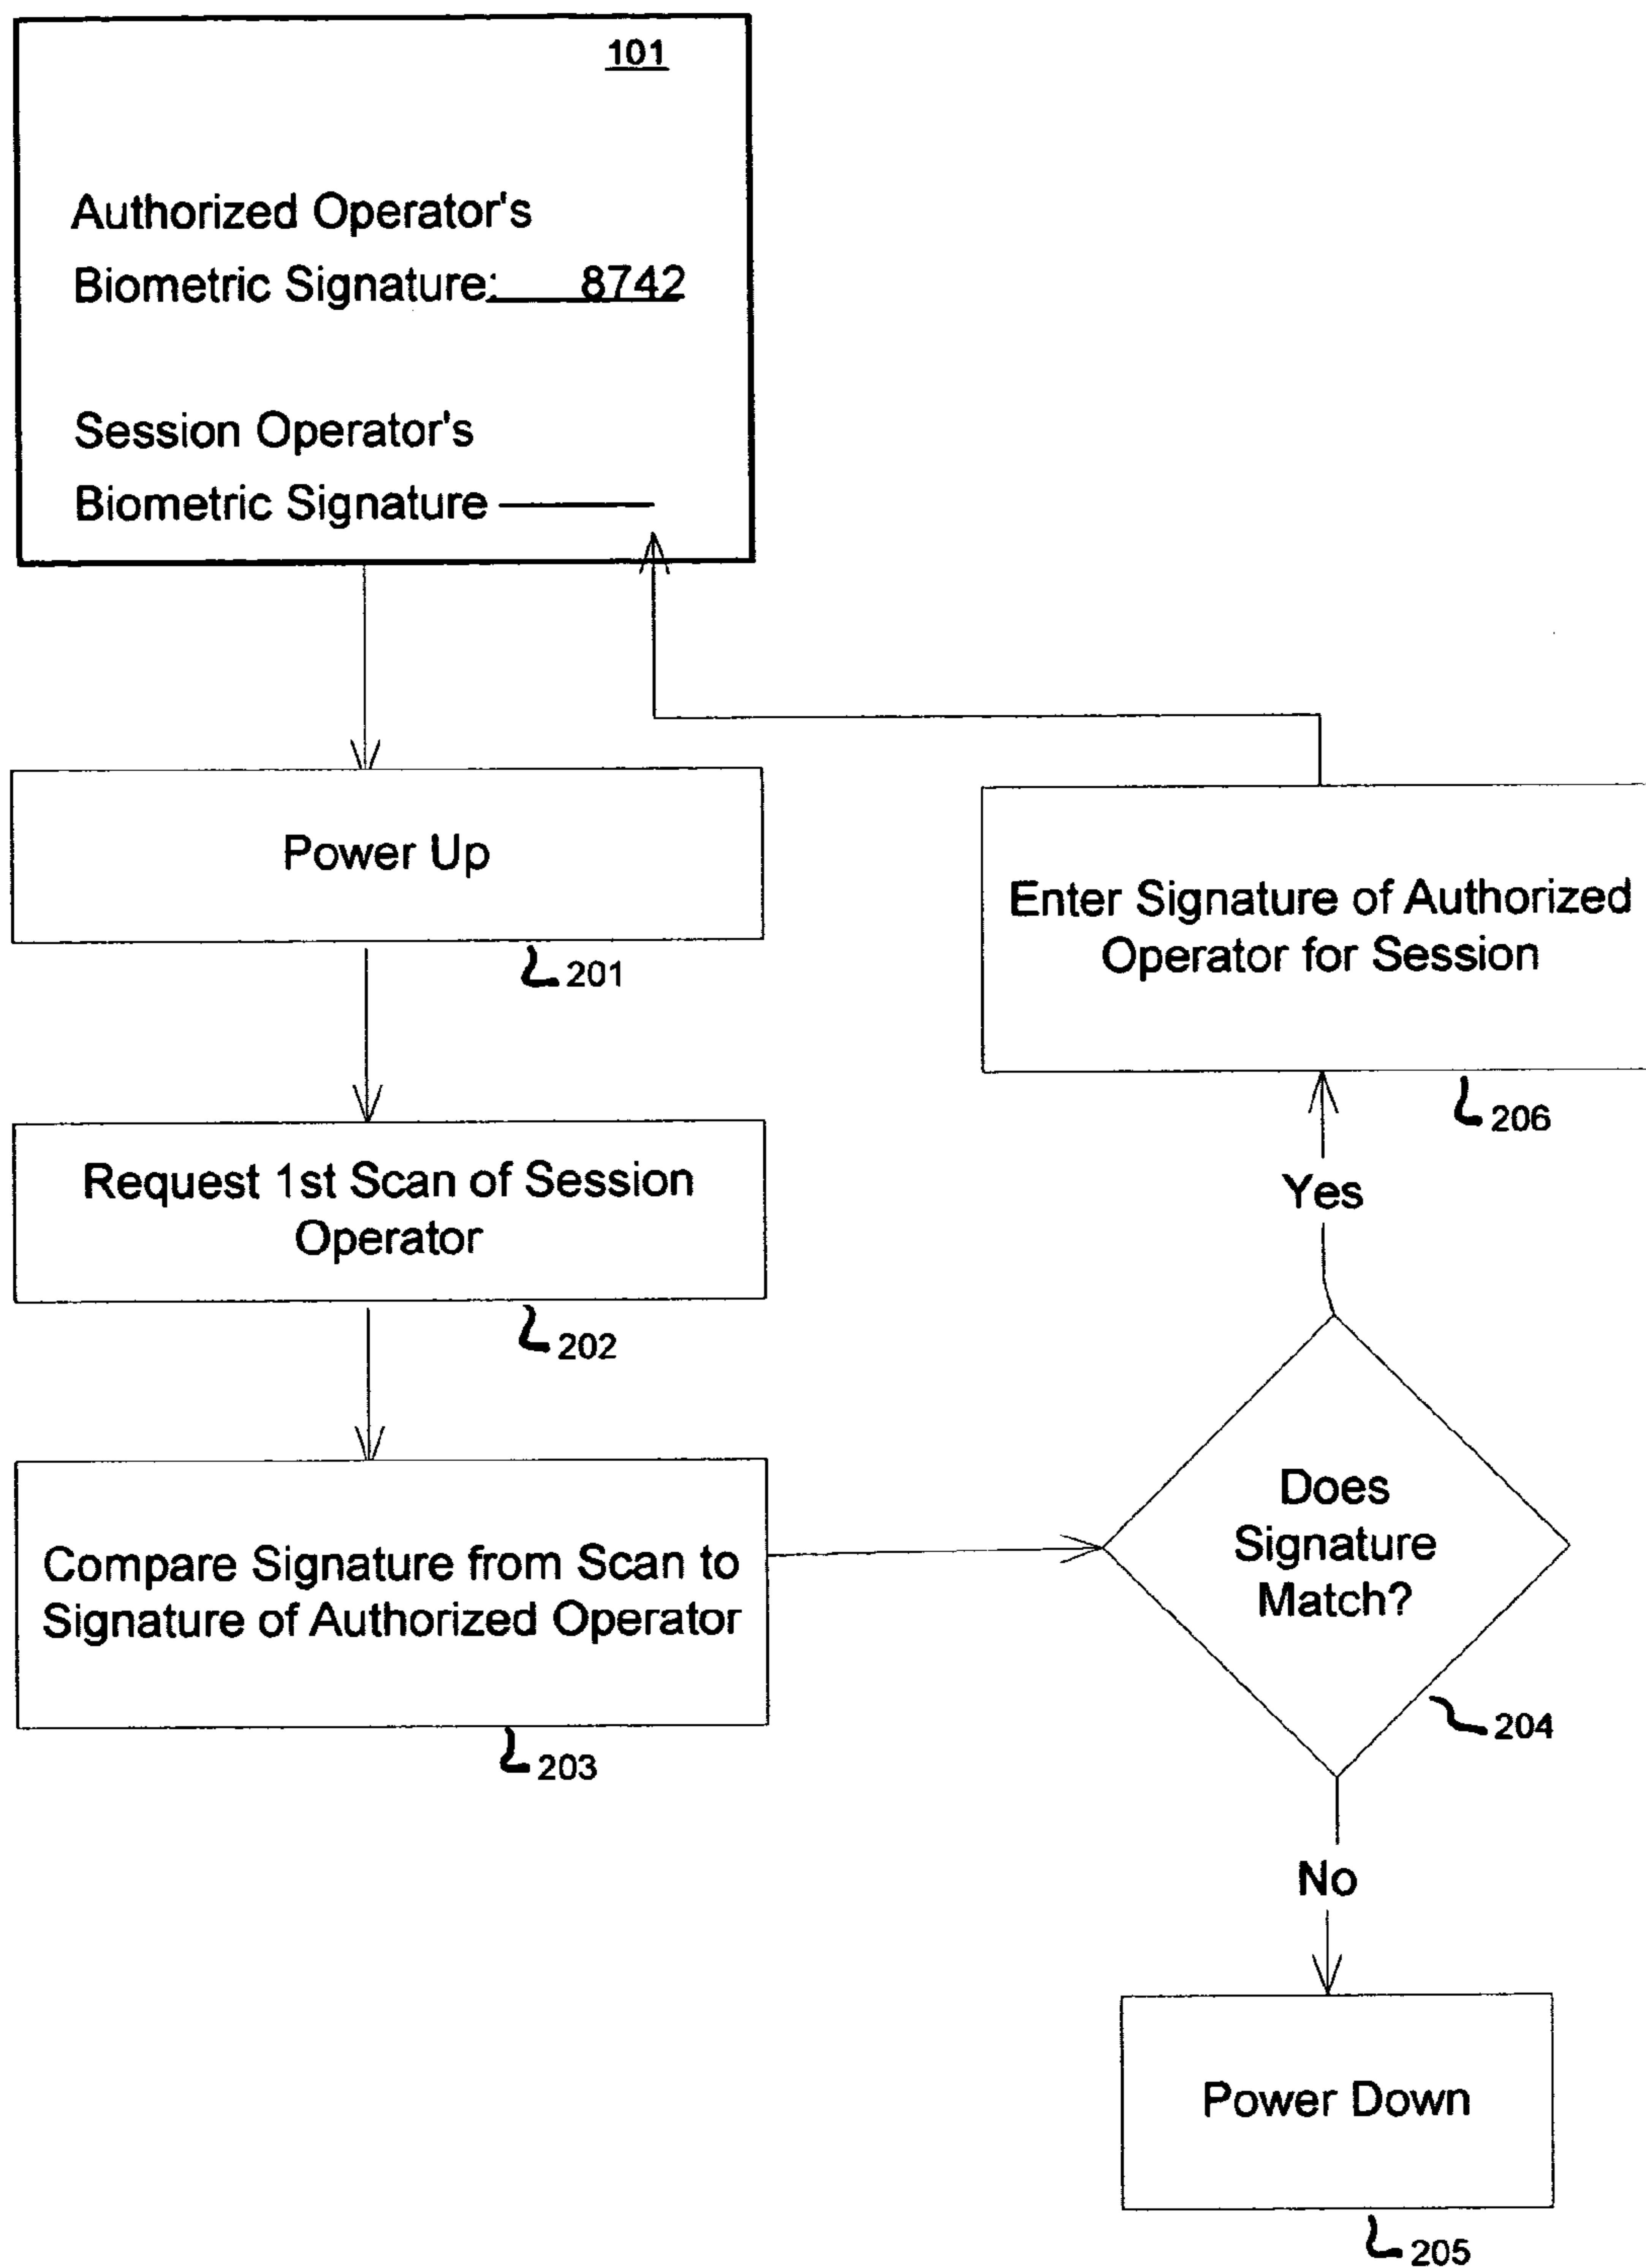 101
Authorized Operator's
Biometric Signature: 8742
Session Operator's
Biometric Signature
Power Up
201
Request 1st Scan of Session
Operator
202
Compare Signature from Scan to
Signature of Authorized Operator
203
Does
Signature
Match?
204
Yes
Enter Signature of Authorized
Operator for Session
206
No
Power Down
205